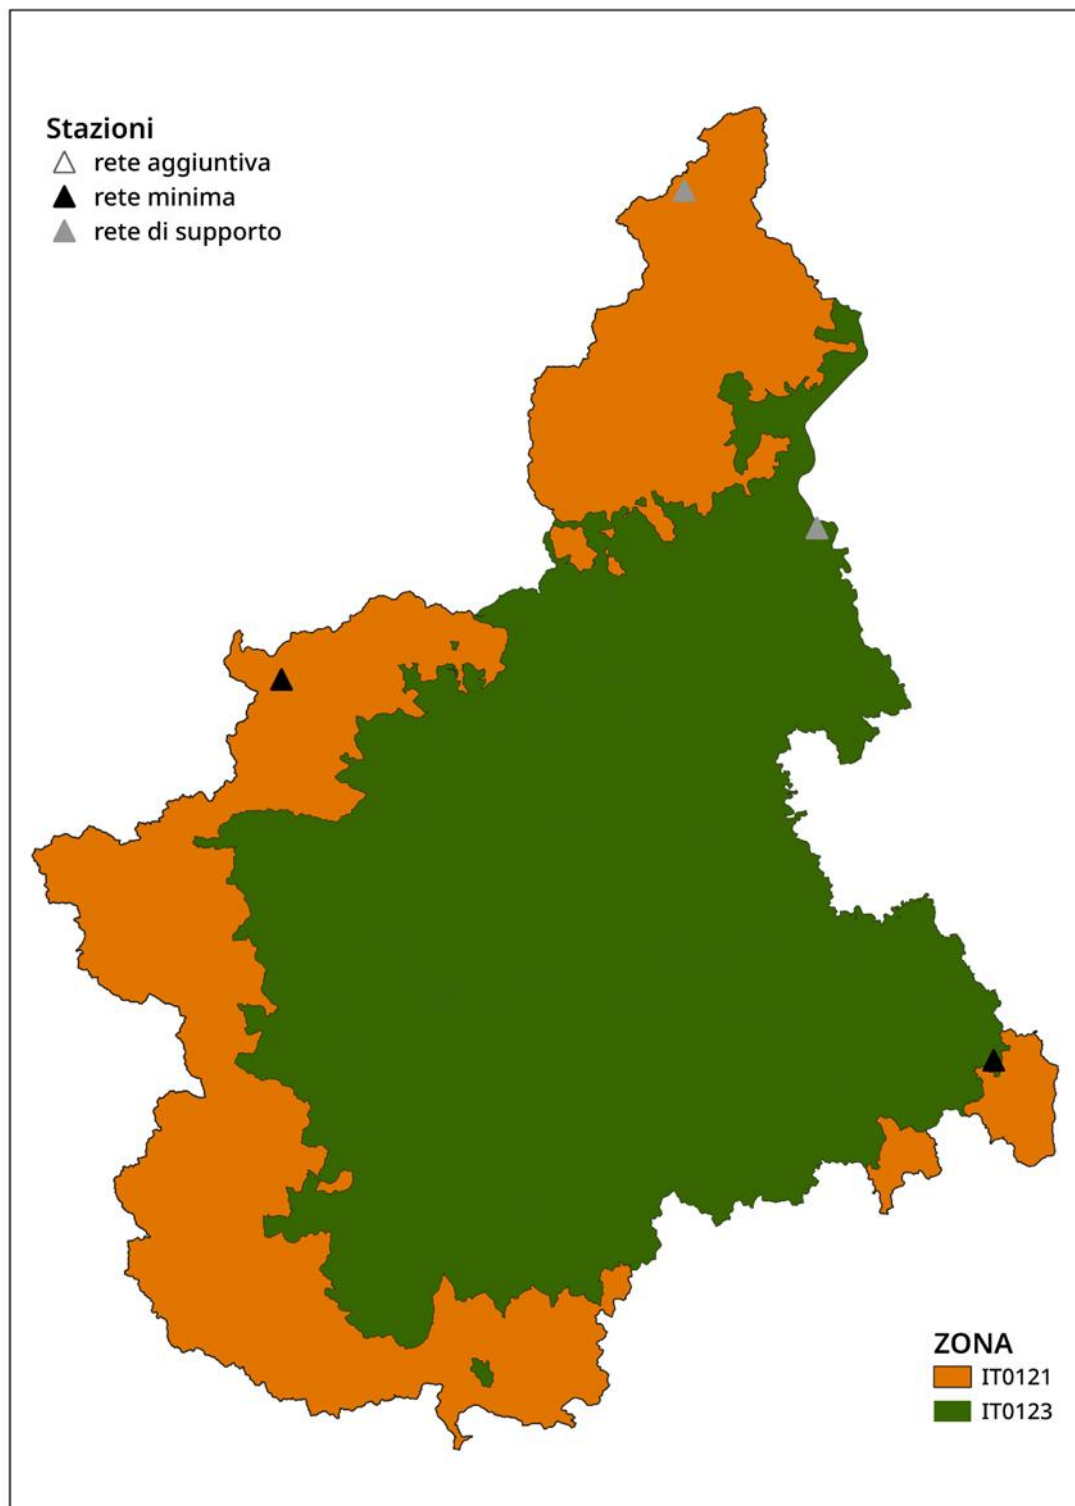 Stazioni
rete aggiuntiva
rete minima
rete di supporto
ZONA
IT0121
IT0123